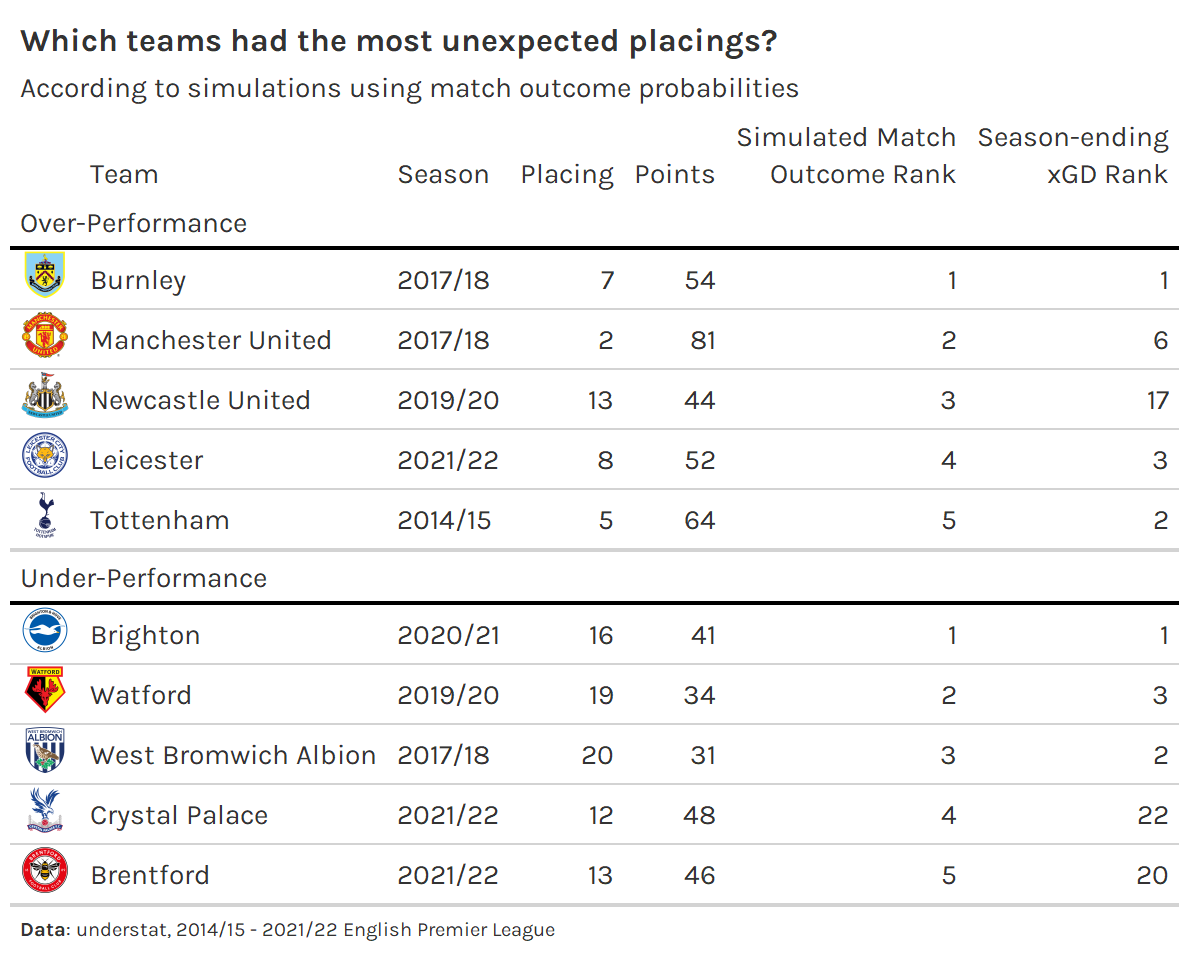 Which teams had the most unexpected placings?
According to simulations using match outcome probabilities
Simulated Match Season-ending
Team Season Placing Points Outcome Rank xGD Rank
Over-Performance
Burnley 2017/18 7 54 1 1
Manchester United 2017/18 2 81 2 6
Newcastle United 2019/20 13 44 3 17
Leicester 2021/22 8 52 4 3
Tottenham 2014/15 5 64 5 2
Under-Performance
Brighton 2020/21 16 41 1 1
WATFORD
Watford 2019/20 19 34 2 3
ALBION
West Bromwich Albion 2017/18 20 31 3 2
Crystal Palace 2021/22 12 48 4 22
Brentford 2021/22 13 46 5 20
Data: understat, 2014/15 - 2021/22 English Premier League